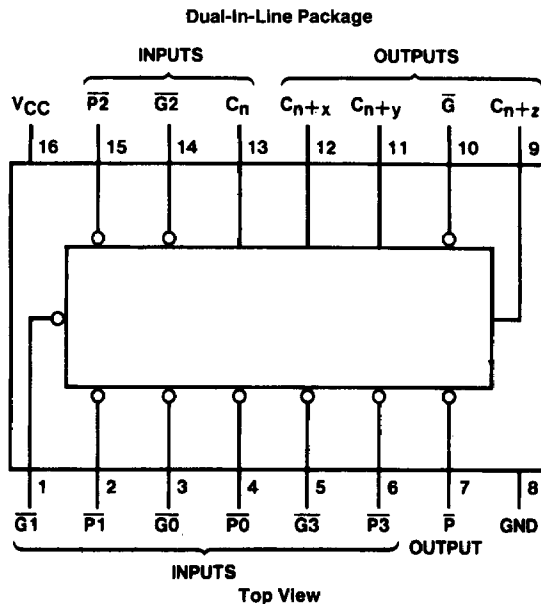 Dual-In-Line Package
INPUTS OUTPUTS
VCC P2 G2 Cn Cn+x Cn+y G Cn+z
16 15 14 13 12 11 10 9
1 2 3 4 5 6 7 8
G1 P1 G0 P0 G3 P3 P GND
INPUTS OUTPUT
Top View